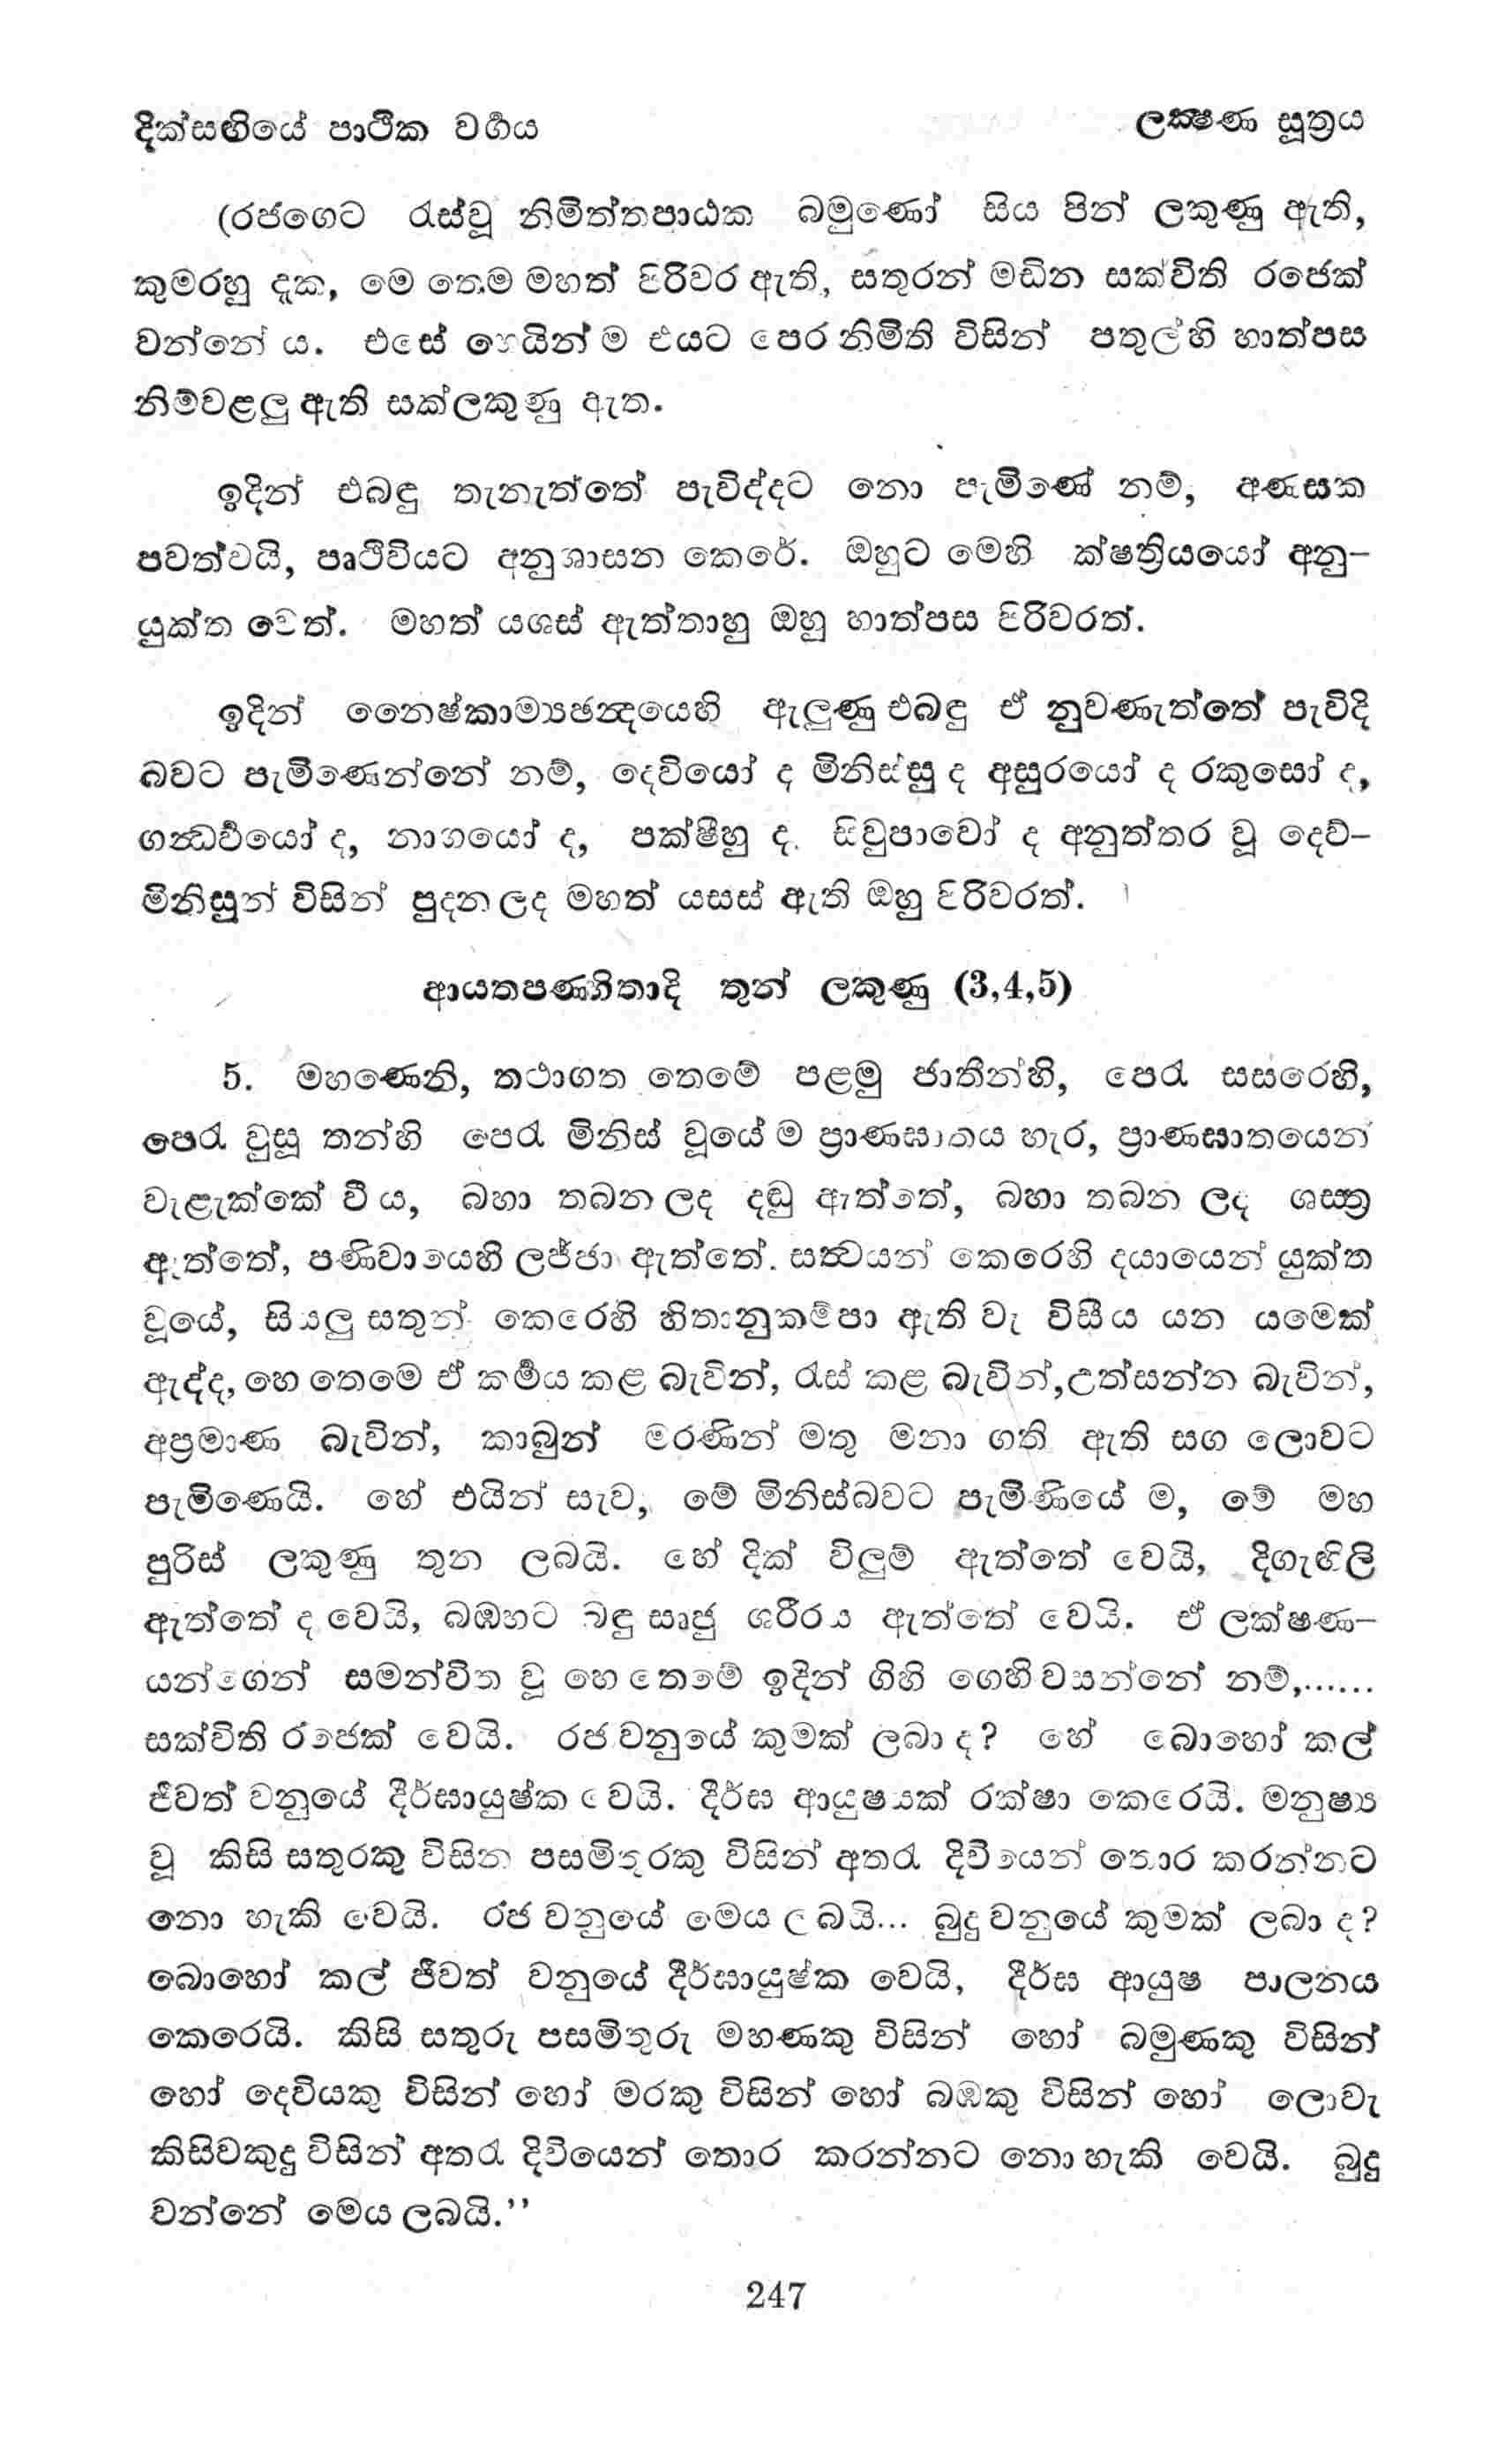 දික්සඟියේ පාථික වර්‍ගය
ලක්‍ෂණ සූත්‍රය
(රජගෙට රැස්වූ නිමිත්තපාඨක බමුණෝ සිය පින් ලකුණු ඇති,
කුමරහු දැක, මෙ තෙම මහත් පිරිවර ඇති, සතුරන් මඩින සක්විති රජෙක්
වන්නේ ය. එසේ හෙයින් ම එයට පෙර නිමිති විසින් පතුල්හි හාත්පස
නිම්වළලු ඇති සක්ලකුණු ඇත.
ඉදින් එබඳු තැනැත්තේ පැවිද්දට නො පැමිණේ නම්, අණසක
පවත්වයි, පෘථිවියට අනුශාසන කෙරේ. ඔහුට මෙහි ක්ෂත්‍රියයෝ අනු-
යුක්ත වෙත්. මහත් යශස් ඇත්තාහු ඔහු හාත්පස පිරිවරත්.
ඉදින් නෛෂ්කාම්‍යඡන්‍දයෙහි ඇලුණු එබඳු ඒ නුවණැත්තේ පැවිදි
බවට පැමිණෙන්නේ නම්, දෙවියෝ ද මිනිස්සු ද අසුරයෝ ද රකුසෝ ද,
ගන්‍ධර්‍වයෝ ද, නාගයෝ ද, පක්ෂීහු ද, සිවුපාවෝ ද අනුත්තර වූ දෙව්-
මිනිසුන් විසින් පුදන ලද මහත් යසස් ඇති ඔහු පිරිවරත්.
ආයතපණ්හිතාදි තුන් ලකුණු (3,4,5)
5. මහණෙනි, තථාගත තෙමේ පළමු ජාතීන්හි, පෙරැ සසරෙහි,
පෙරැ වුසූ තන්හි පෙරැ මිනිස් වූයේ ම ප්‍රාණඝාතය හැර, ප්‍රාණඝාතයෙන්
වැළැක්කේ වී ය, බහා තබන ලද දඬු ඇත්තේ, බහා තබන ලද ශස්ත්‍ර
ඇත්තේ, පණිවායෙහි ලජ්ජා ඇත්තේ. සත්‍වයන් කෙරෙහි දයායෙන් යුක්ත
වූයේ, සියලු සතුන් කෙරෙහි හිතානුකම්පා ඇති වැ විසීය යන යමෙක්
ඇද්ද, හෙ තෙමෙ ඒ කර්‍මය කළ බැවින්, රැස් කළ බැවින්, උත්සන්න බැවින්,
අප්‍රමාණ බැවින්, කාබුන් මරණින් මතු මනා ගති ඇති සග ලොවට
පැමිණෙයි. හේ එයින් සැව, මේ මිනිස්බවට පැමිණියේ ම, මේ මහ
පුරිස් ලකුණු තුන ලබයි. හේ දික් විලුම් ඇත්තේ වෙයි, දිගැඟිලි
ඇත්තේ ද වෙයි, බඹහට බඳු සෘජු ශරීරය ඇත්තේ වෙයි. ඒ ලක්ෂණ-
යන්ගෙන් සමන්විත වූ හෙ තෙමේ ඉදින් ගිහි ගෙහි වසන්නේ නම්,......
සක්විති රජෙක් වෙයි. රජ වනුයේ කුමක් ලබා ද? හේ බොහෝ කල්
ජීවත් වනුයේ දීර්ඝායුෂ්ක වෙයි. දීර්ඝ ආයුෂයක් රක්ෂා කෙරෙයි. මනුෂ්‍ය
වූ කිසි සතුරකු විසින පසමිතුරකු විසින් අතරැ දිවියෙන් තොර කරන්නට
නො හැකි වෙයි. රජ වනුයේ මෙය ලබයි... බුදු වනුයේ කුමක් ලබා ද?
බොහෝ කල් ජීවත් වනුයේ දීර්ඝායුෂ්ක වෙයි, දීර්ඝ ආයුෂ පාලනය
කෙරෙයි. කිසි සතුරු පසමිතුරු මහණකු විසින් හෝ බමුණකු විසින්
හෝ දෙවියකු විසින් හෝ මරකු විසින් හෝ බඹකු විසින් හෝ ලොවැ
කිසිවකුදු විසින් අතරැ දිවියෙන් තොර කරන්නට නො හැකි වෙයි. බුදු
වන්නේ මෙය ලබයි.’’
247